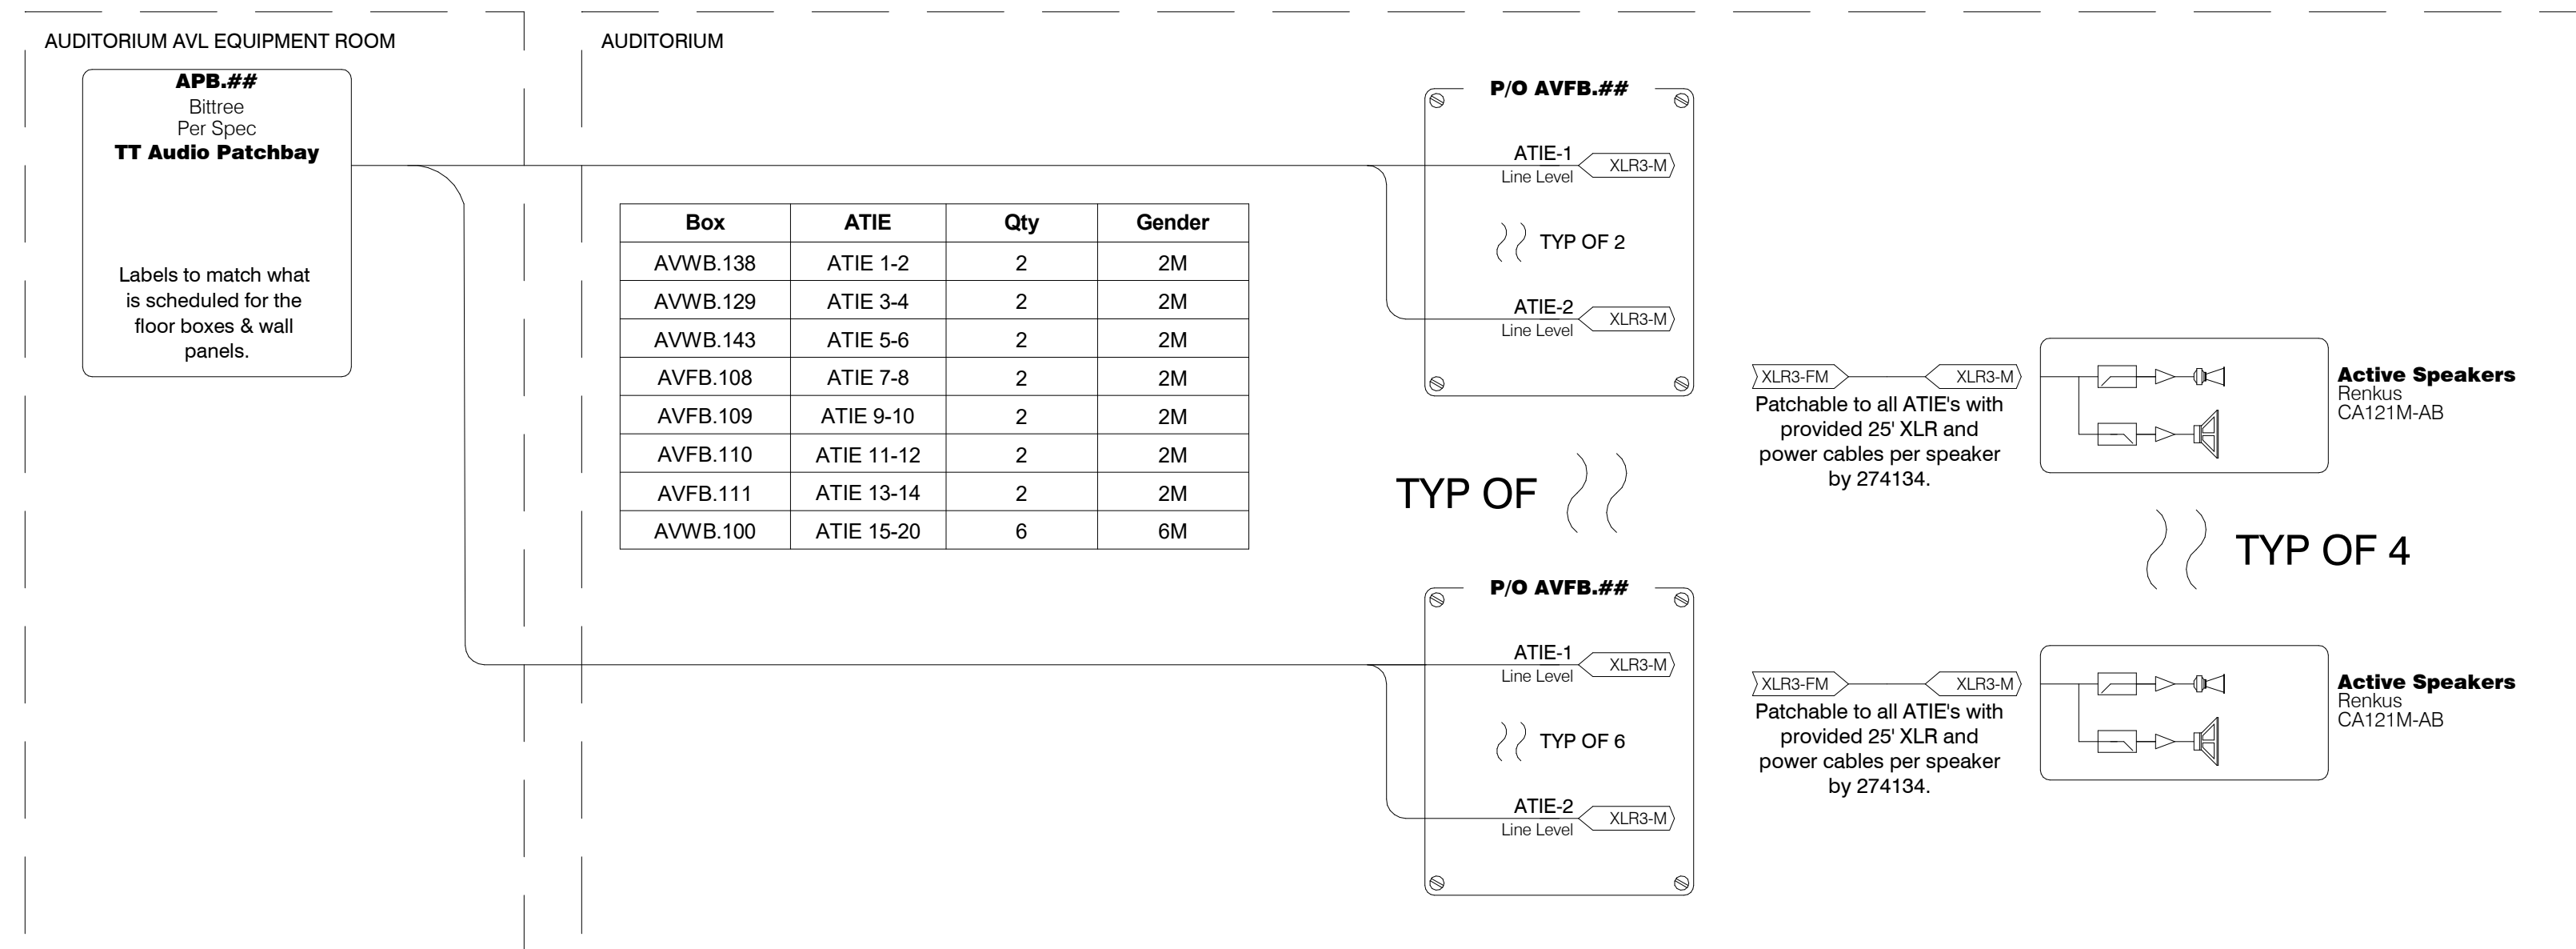 AUDITORIUM AVL EQUIPMENT ROOM
APB.##
Bittree
Per Spec
TT Audio Patchbay
Labels to match what
is scheduled for the
floor boxes & wall
panels.
AUDITORIUM
Box ATIE Qty Gender
AVWB.138 ATIE 1-2 2 2M
AVWB.129 ATIE 3-4 2 2M
AVWB.143 ATIE 5-6 2 2M
AVFB.108 ATIE 7-8 2 2M
AVFB.109 ATIE 9-10 2 2M
AVFB.110 ATIE 11-12 2 2M
AVFB.111 ATIE 13-14 2 2M
AVWB.100 ATIE 15-20 6 6M
P/O AVFB.##
ATIE-1
Line Level
XLR3-M
TYP OF 2
ATIE-2
Line Level
XLR3-M
TYP OF
P/O AVFB.##
ATIE-1
Line Level
XLR3-M
TYP OF 6
ATIE-2
Line Level
XLR3-M
XLR3-FM XLR3-M
Patchable to all ATIE's with
provided 25' XLR and
power cables per speaker
by 274134.
Active Speakers
Renkus
CA121M-AB
TYP OF 4
XLR3-FM XLR3-M
Patchable to all ATIE's with
provided 25' XLR and
power cables per speaker
by 274134.
Active Speakers
Renkus
CA121M-AB